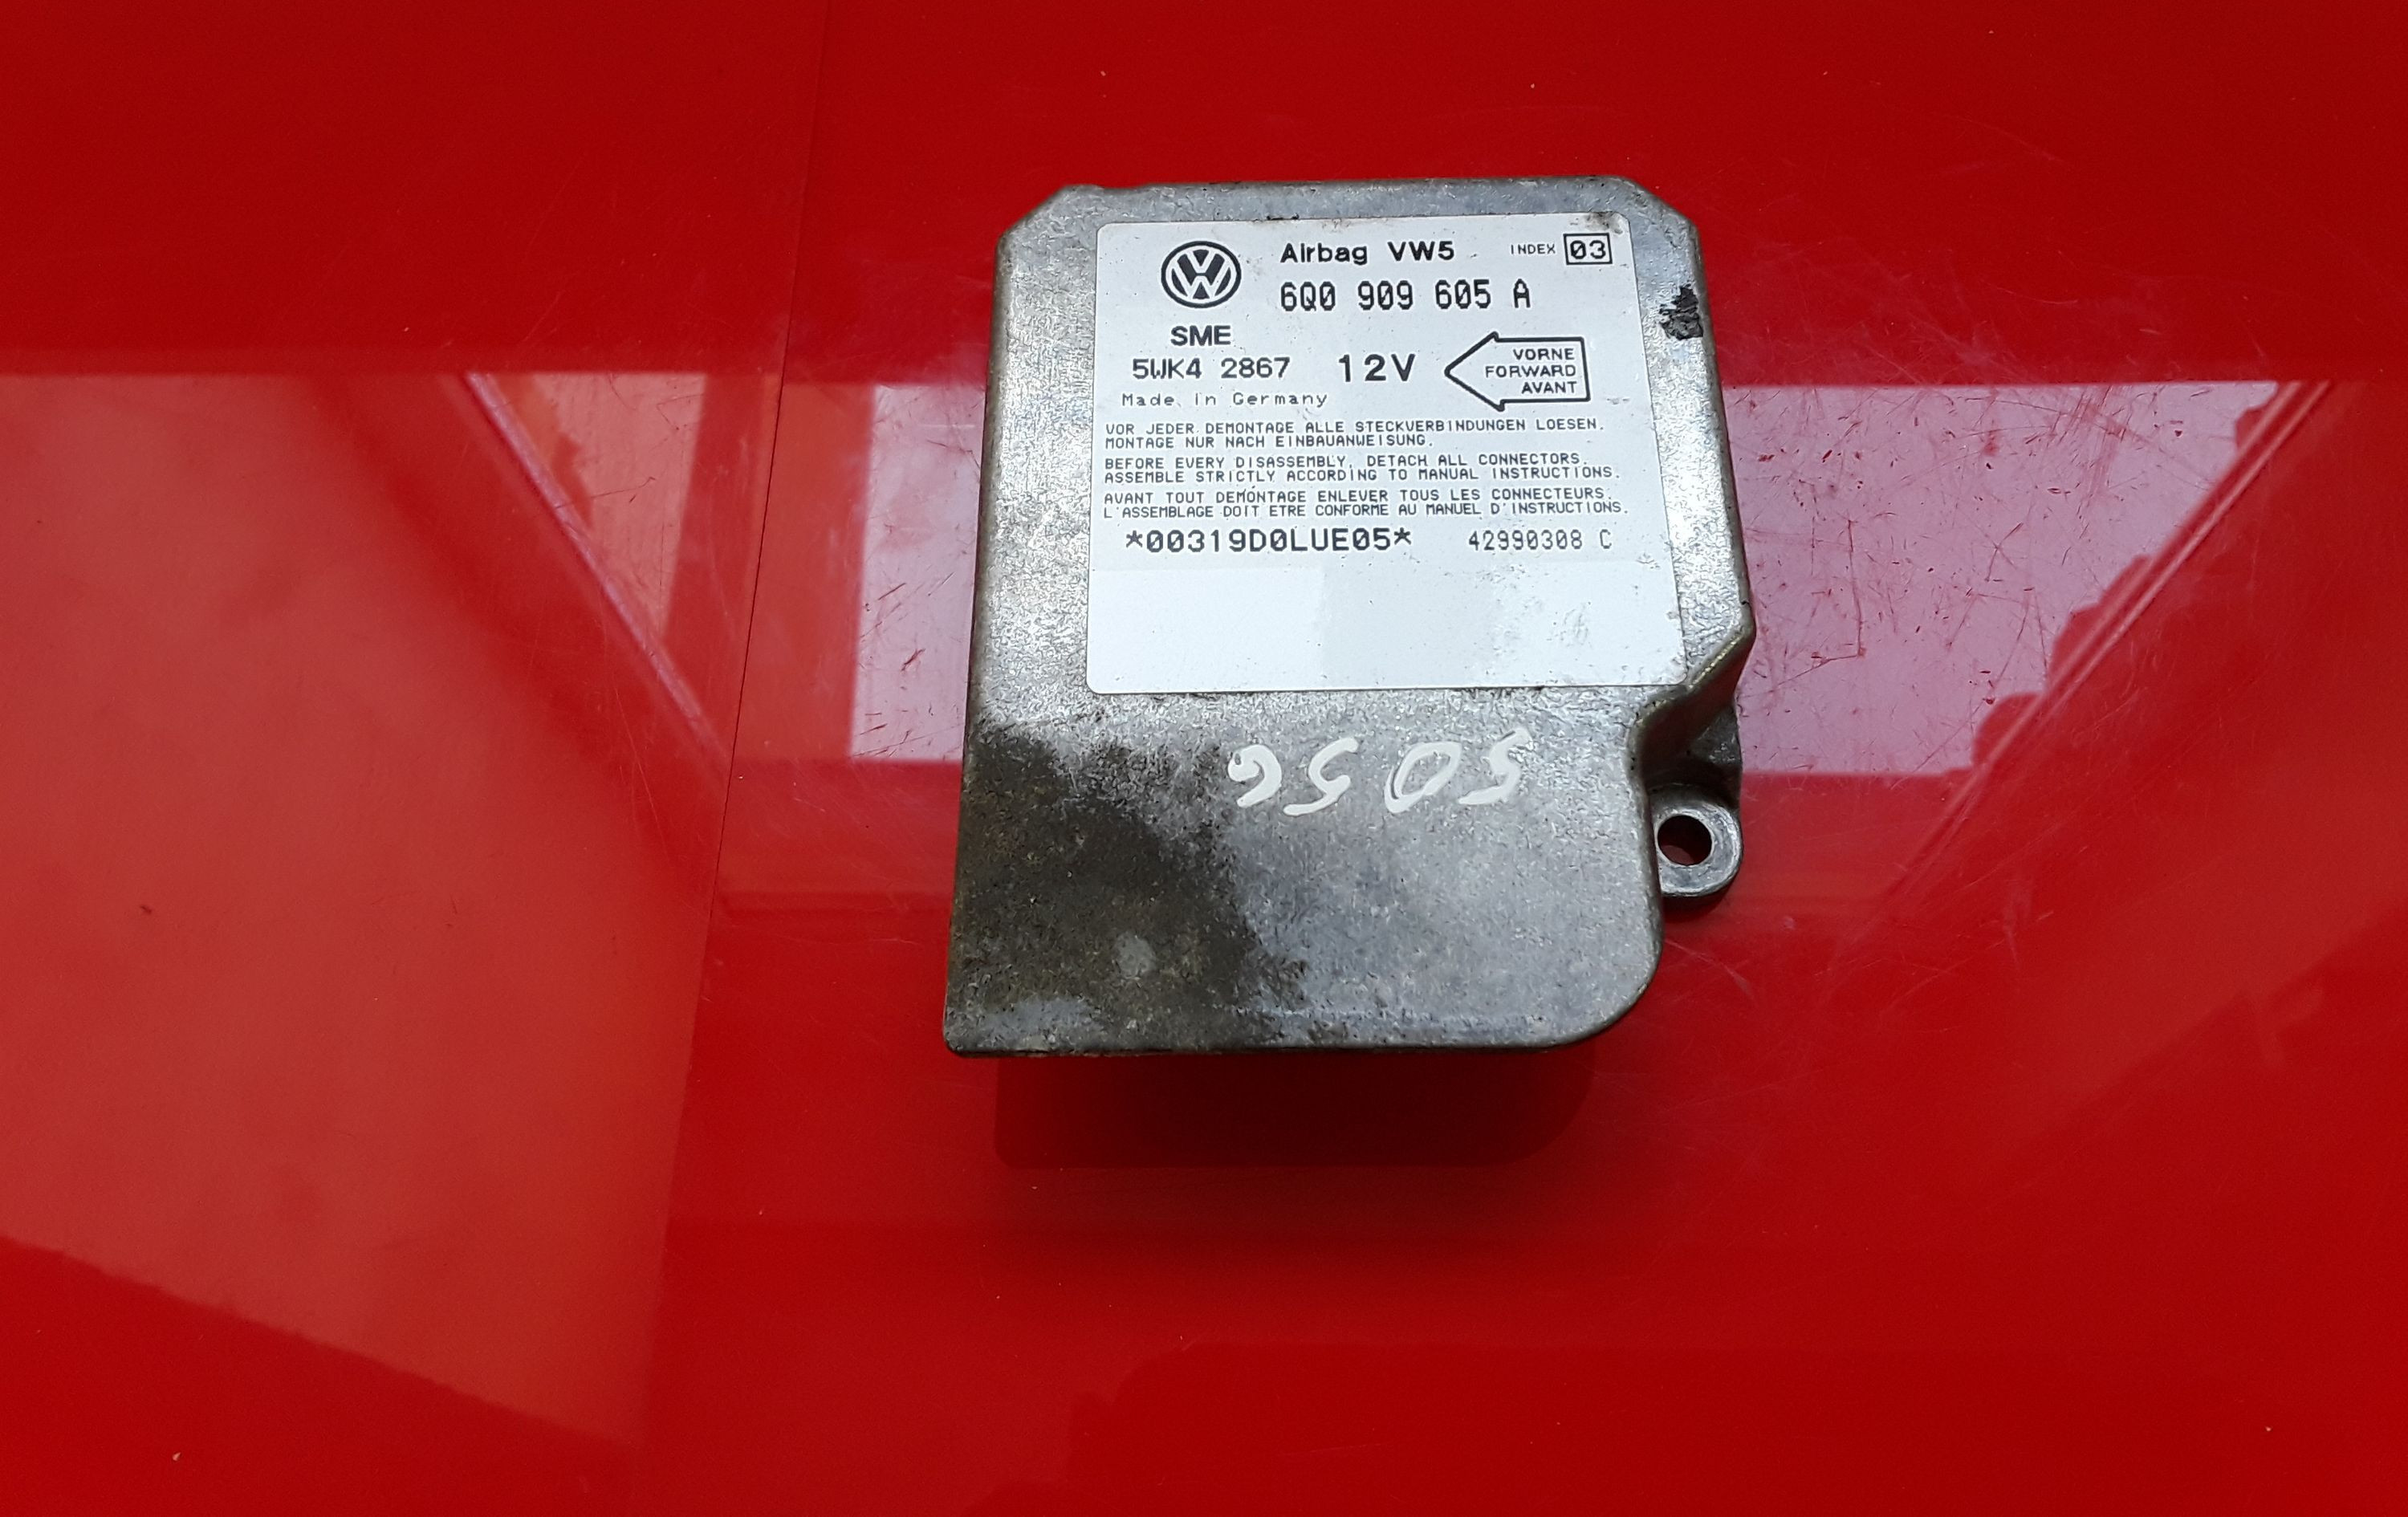 Airbag VW5 INDEX 03
6Q0 909 605 A
SME
5WK4 2867 12V
VORNE
FORWARD
AVANT
Made in Germany
VOR JEDER DEMONTAGE ALLE STECKVERBINDUNGEN LOESEN.
MONTAGE NUR NACH EINBAUANWEISUNG.
BEFORE EVERY DISASSEMBLY, DETACH ALL CONNECTORS.
ASSEMBLE STRICTLY ACCORDING TO MANUAL INSTRUCTIONS.
AVANT TOUT DEMONTAGE ENLEVER TOUS LES CONNECTEURS.
L'ASSEMBLAGE DOIT ETRE CONFORME AU MANUEL D'INSTRUCTIONS.
*00319D0LUE05* 42990308 C